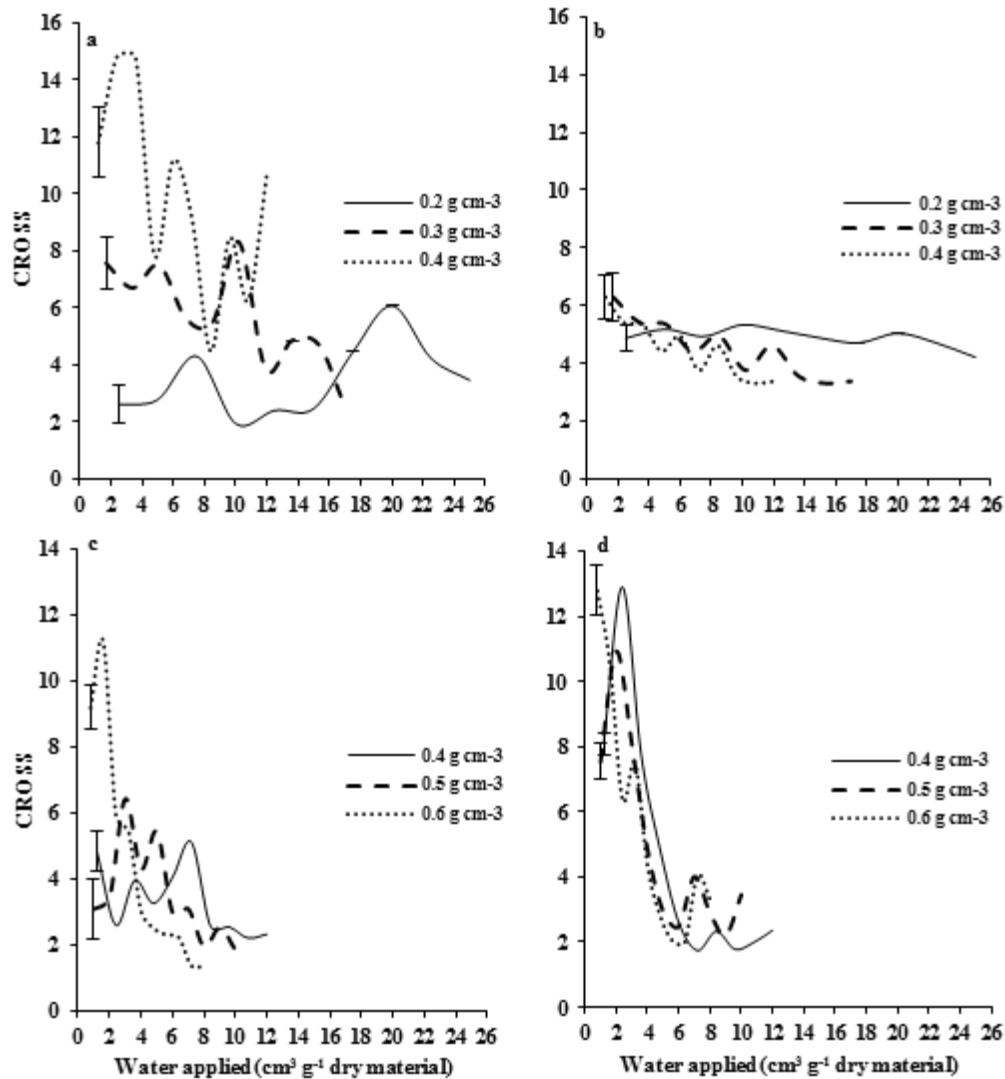 16
14
12
10
8
6
4
2
0
CROSS
a
0.2 g cm-3
0.3 g cm-3
0.4 g cm-3
0 2 4 6 8 10 12 14 16 18 20 22 24 26
16
14
12
10
8
6
4
2
0
b
0.2 g cm-3
0.3 g cm-3
0.4 g cm-3
0 2 4 6 8 10 12 14 16 18 20 22 24 26
14
12
10
8
6
4
2
0
CROSS
c
0.4 g cm-3
0.5 g cm-3
0.6 g cm-3
0 2 4 6 8 10 12 14 16 18 20 22 24 26
Water applied (cm³ g⁻¹ dry material)
14
12
10
8
6
4
2
0
d
0.4 g cm-3
0.5 g cm-3
0.6 g cm-3
0 2 4 6 8 10 12 14 16 18 20 22 24 26
Water applied (cm³ g⁻¹ dry material)